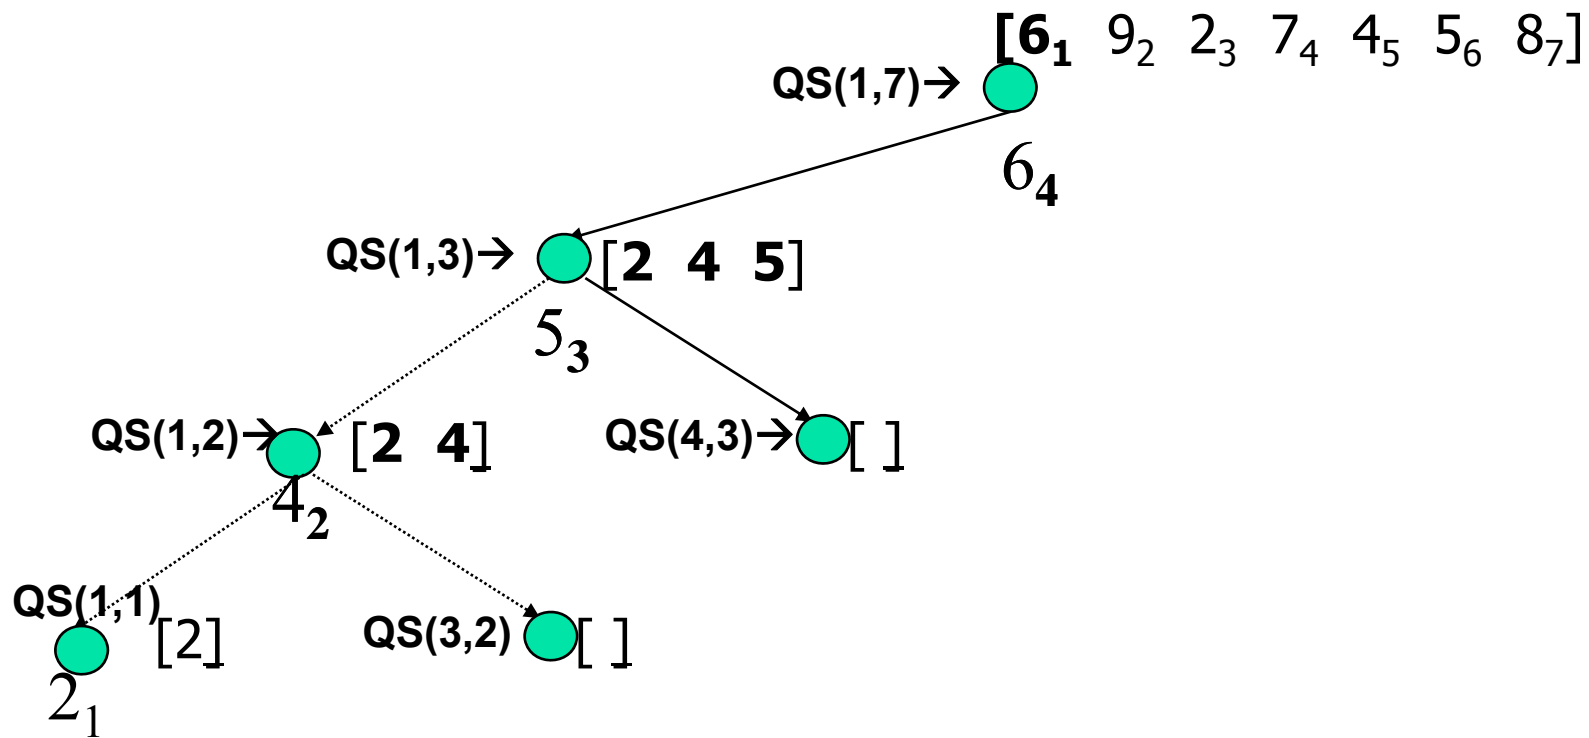 [6₁ 9₂ 2₃ 7₄ 4₅ 5₆ 8₇]
QS(1,7)→
6₄
QS(1,3)→ [2 4 5]
5₃
QS(1,2)→ [2 4]
QS(4,3)→ [ ]
4₂
QS(1,1)
[2]
QS(3,2) [ ]
2₁